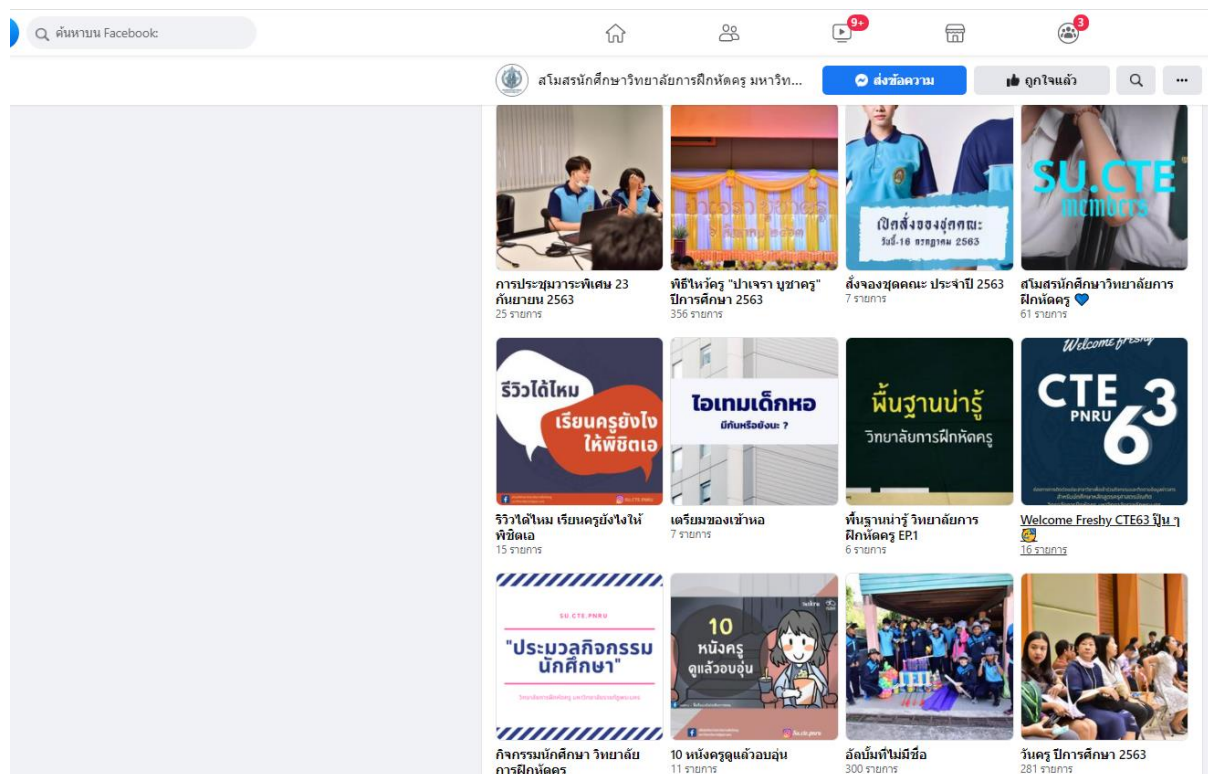 ค้นหาบน Facebook
9+
3
สโมสรนักศึกษาวิทยาลัยการฝึกหัดครู มหาวิท...
ส่งข้อความ
ถูกใจแล้ว
เปิดสั่งจองชุดคณะ
วันนี้-16 กรกฎาคม 2563
SU.CTE
members
การประชุมวาระพิเศษ 23
กันยายน 2563
25 รายการ
พิธีไหว้ครู "ปาเจรา บูชาครู"
ปีการศึกษา 2563
356 รายการ
สั่งจองชุดคณะ ประจำปี 2563
7 รายการ
สโมสรนักศึกษาวิทยาลัยการ
ฝึกหัดครู 💙
61 รายการ
รีวิวได้ไหม
เรียนครูยังไง
ให้พิชิตเอ
ไอเทมเด็กหอ
มีกันหรือยังนะ ?
พื้นฐานน่ารู้
วิทยาลัยการฝึกหัดครู
Welcome freshy
CTE
PNRU
63
รีวิวได้ไหม เรียนครูยังไงให้
พิชิตเอ
15 รายการ
เตรียมของเข้าหอ
7 รายการ
พื้นฐานน่ารู้ วิทยาลัยการ
ฝึกหัดครู EP.1
6 รายการ
Welcome Freshy CTE63 ปุ๊น ๆ
16 รายการ
SU.CTE.PNRU
"ประมวลกิจกรรม
นักศึกษา"
10
หนังครู
ดูแล้วอบอุ่น
กิจกรรมนักศึกษา วิทยาลัย
การฝึกหัดครู
10 หนังครูดูแล้วอบอุ่น
11 รายการ
อัลบั้มที่ไม่มีชื่อ
300 รายการ
วันครู ปีการศึกษา 2563
281 รายการ